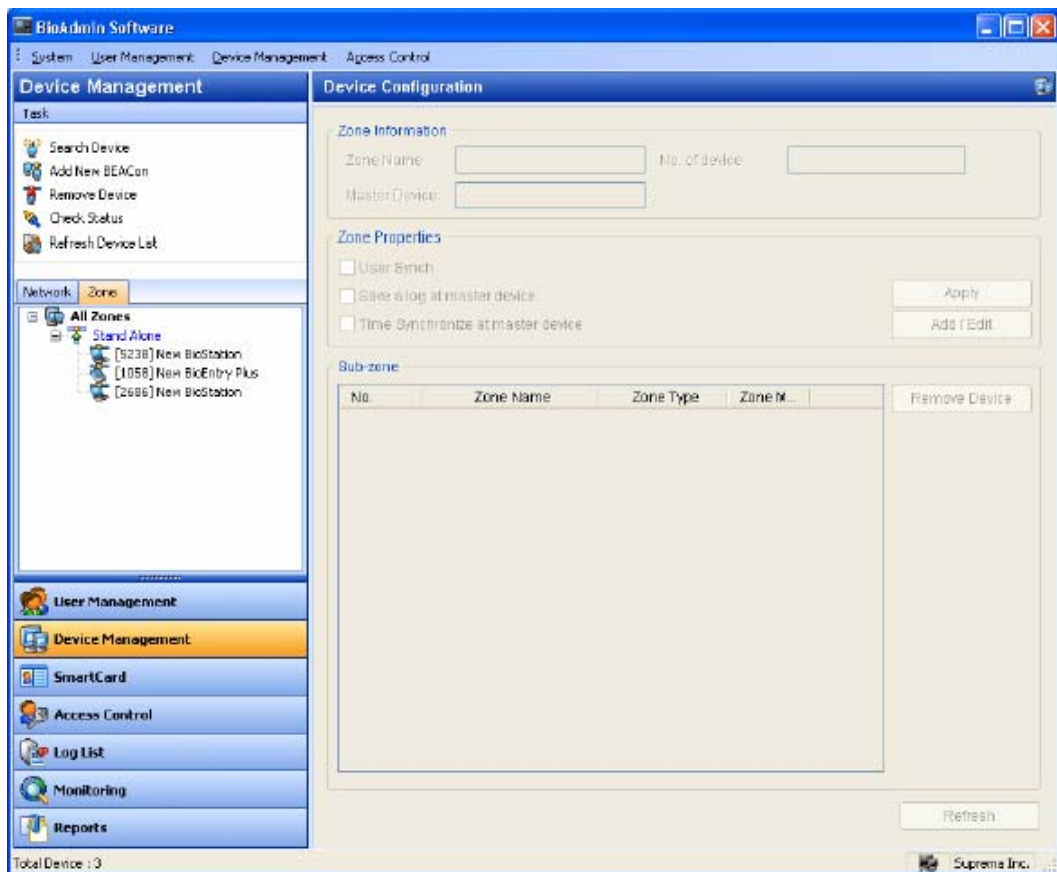 BioAdmin Software
System User Management Device Management Access Control
Device Management
Device Configuration
Task
Search Device
Add New BEACon
Remove Device
Check Status
Refresh Device List
Network Zone
All Zones
Stand Alone
[5238] New BioStation
[1058] New BioEntry Plus
[2686] New BioStation
User Management
Device Management
SmartCard
Access Control
Log List
Monitoring
Reports
Zone Information
Zone Name No. of device
Master Device
Zone Properties
User Synch
Save a log at master device
Time Synchronize at master device
Apply
Add / Edit
Sub-zone
No. Zone Name Zone Type Zone M...
Remove Device
Refresh
Total Device : 3
Suprema Inc.